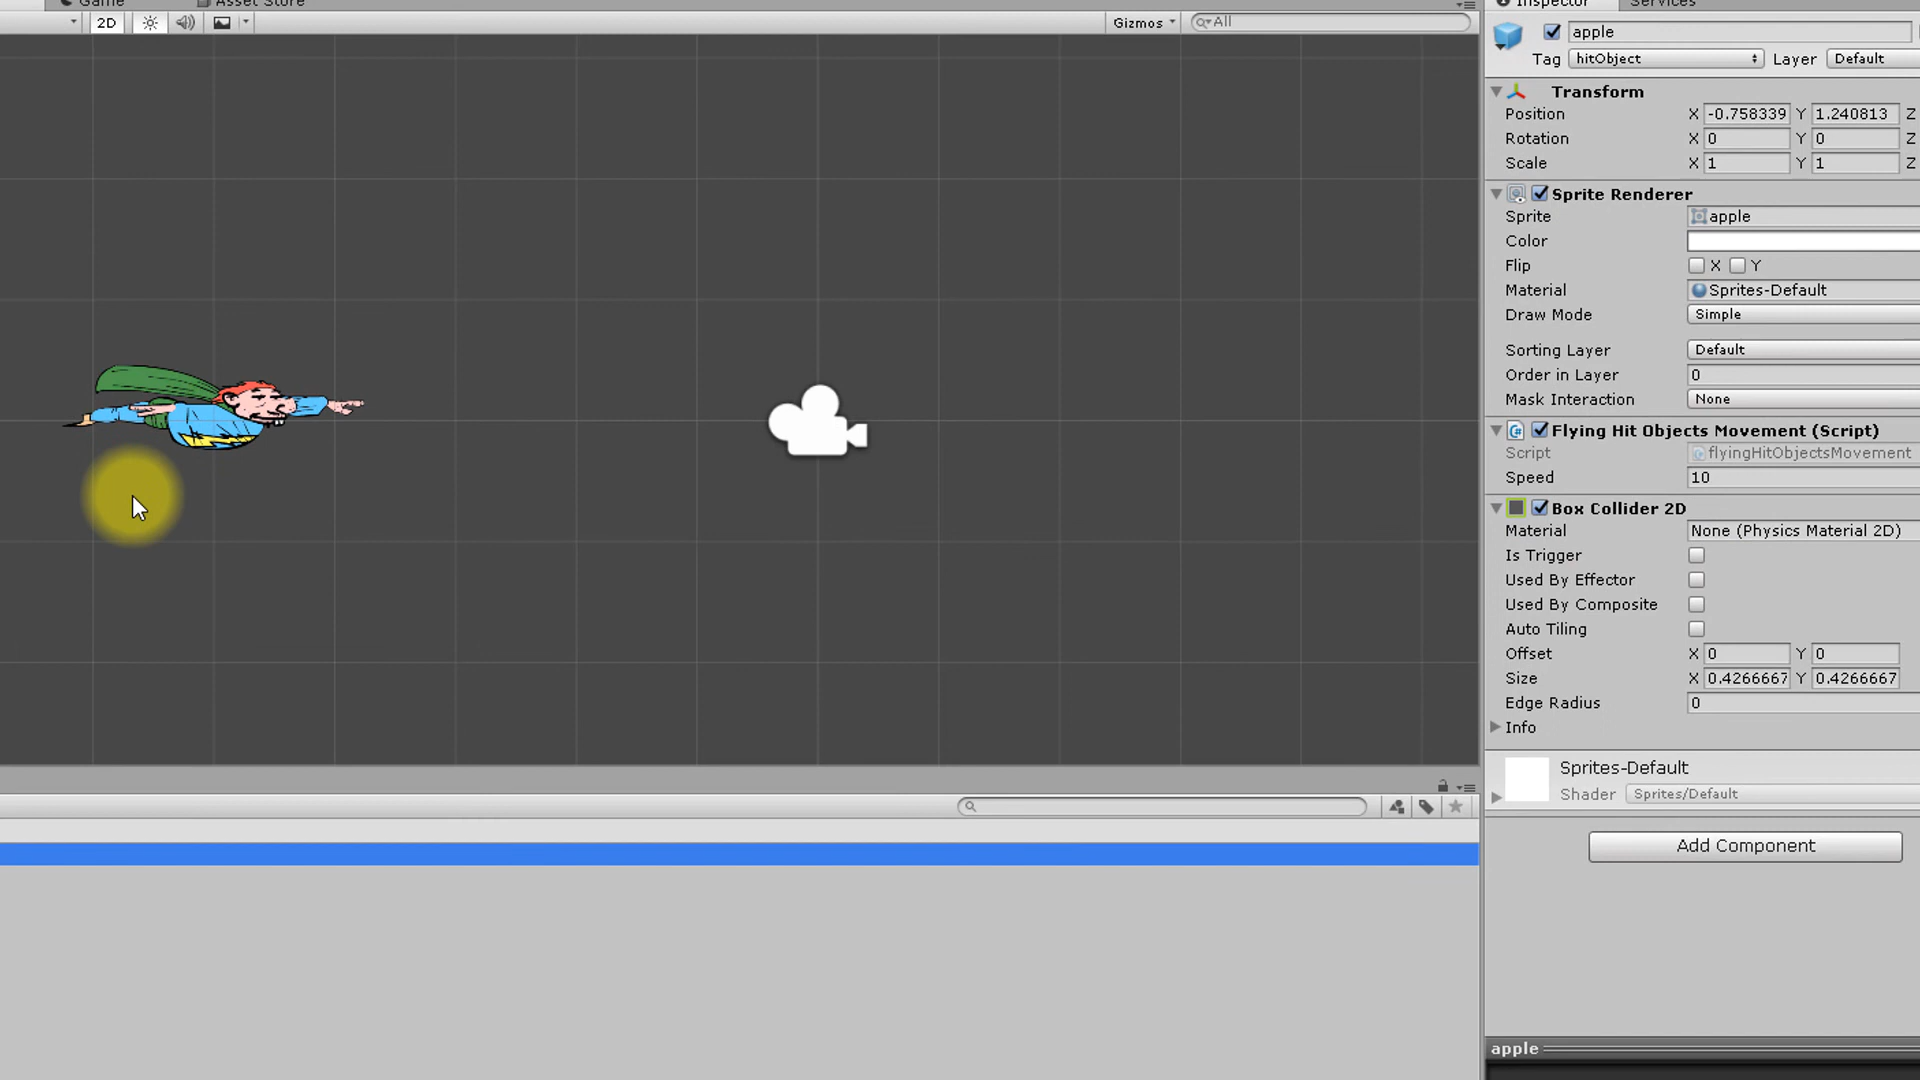 Game
Asset Store
2D
Gizmos
All
Inspector
Services
apple
Tag hitObject Layer Default
Transform
Position X -0.758339 Y 1.240813 Z
Rotation X 0 Y 0 Z
Scale X 1 Y 1 Z
Sprite Renderer
Sprite apple
Color
Flip X Y
Material Sprites-Default
Draw Mode Simple
Sorting Layer Default
Order in Layer 0
Mask Interaction None
Flying Hit Objects Movement (Script)
Script flyingHitObjectsMovement
Speed 10
Box Collider 2D
Material None (Physics Material 2D)
Is Trigger
Used By Effector
Used By Composite
Auto Tiling
Offset X 0 Y 0
Size X 0.4266667 Y 0.4266667
Edge Radius 0
Info
Sprites-Default
Shader Sprites/Default
Add Component
apple